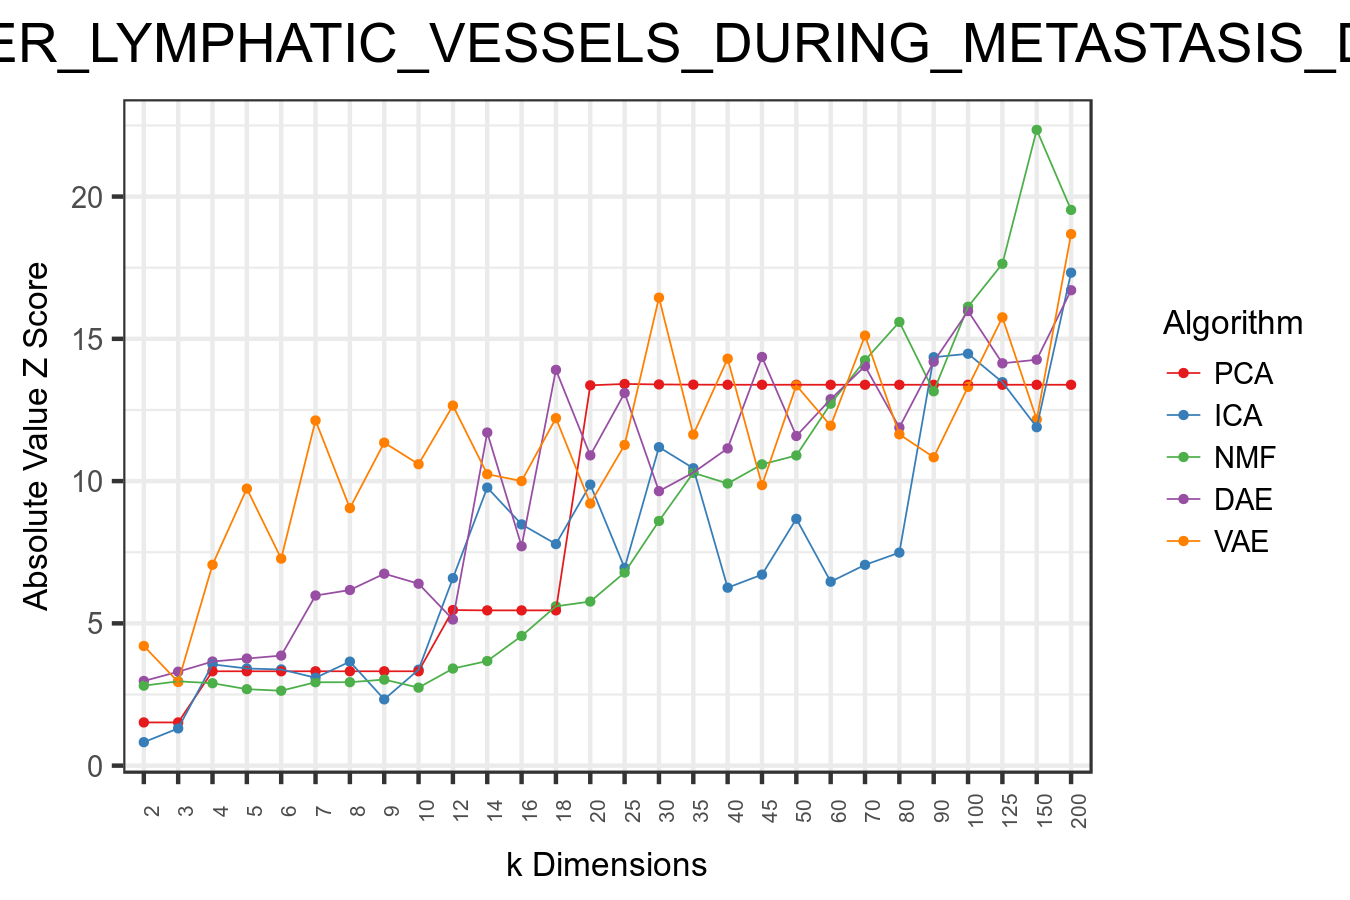 ER_LYMPHATIC_VESSELS_DURING_METASTASIS_D
Absolute Value Z Score
20
15
10
5
0
2 3 4 5 6 7 8 9 10 12 14 16 18 20 25 30 35 40 45 50 60 70 80 90 100 125 150 200
k Dimensions
Algorithm
PCA
ICA
NMF
DAE
VAE